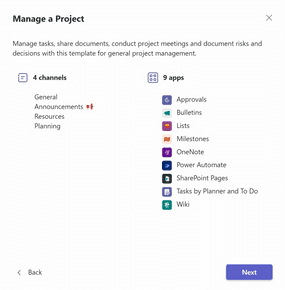 Manage a Project
Manage tasks, share documents, conduct project meetings and document risks and
decisions with this template for general project management.
4 channels
General
Announcements
Resources
Planning
9 apps
Approvals
Bulletins
Lists
Milestones
OneNote
Power Automate
SharePoint Pages
Tasks by Planner and To Do
Wiki
Back
Next